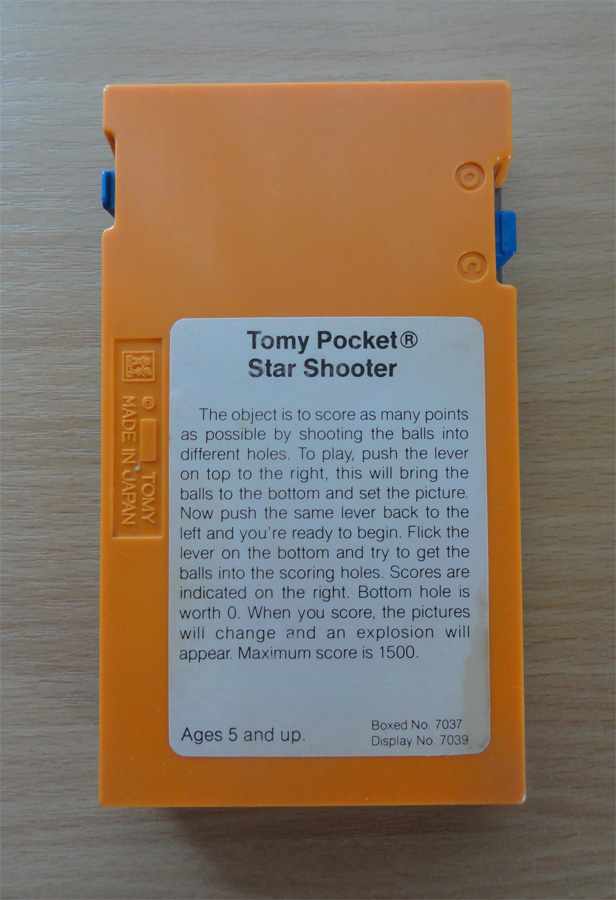 Tomy Pocket®
Star Shooter
The object is to score as many points
as possible by shooting the balls into
different holes. To play, push the lever
on top to the right, this will bring the
balls to the bottom and set the picture.
Now push the same lever back to the
left and you're ready to begin. Flick the
lever on the bottom and try to get the
balls into the scoring holes. Scores are
indicated on the right. Bottom hole is
worth 0. When you score, the pictures
will change and an explosion will
appear. Maximum score is 1500.
Ages 5 and up.
Boxed No. 7037
Display No. 7039
© TOMY
MADE IN JAPAN
O
C